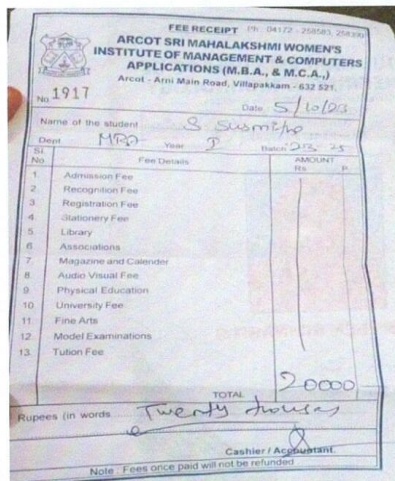 FEE RECEIPT Ph : 04172 - 258583, 258300
ARCOT SRI MAHALAKSHMI WOMEN'S
INSTITUTE OF MANAGEMENT & COMPUTERS
APPLICATIONS (M.B.A., & M.C.A.,)
Arcot - Arni Main Road, Villapakkam - 632 521.
No 1917
Date 5/10/23
Name of the student S
Dept MBA Year I Batch 23 25
Sl. No Fee Details AMOUNT Rs P
1. Admission Fee
2. Recognition Fee
3. Registration Fee
4. Stationery Fee
5. Library
6. Associations
7. Magazine and Calender
8. Audio Visual Fee
9. Physical Education
10 University Fee
11. Fine Arts
12. Model Examinations
13. Tution Fee
TOTAL 20000
Rupees (in words Twenty
Cashier / Accountant.
Note : Fees once paid will not be refunded